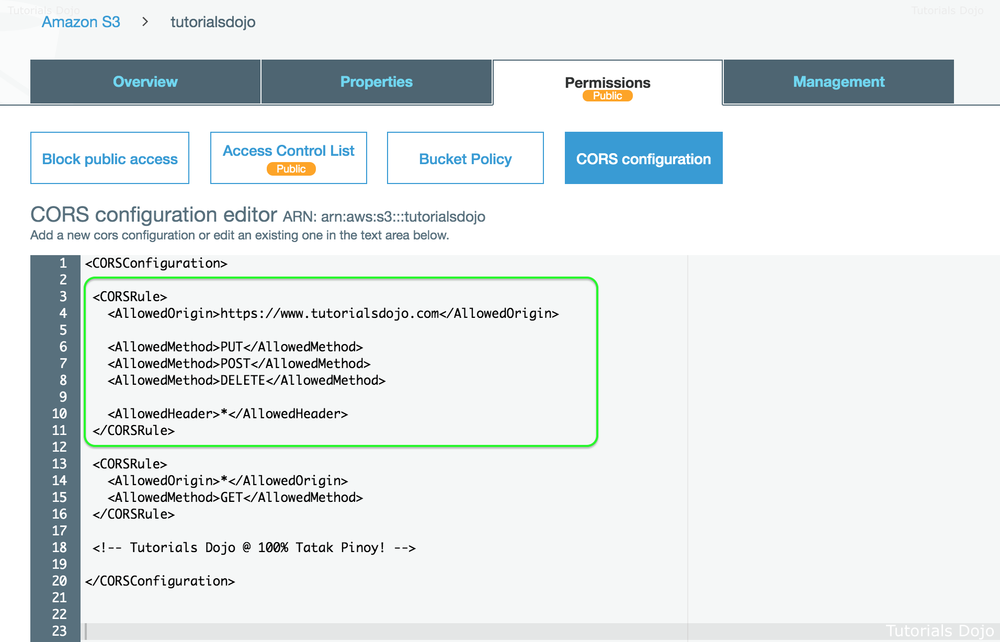 Tutorials Dojo
Tutorials Dojo
Amazon S3 > tutorialsdojo
Overview
Properties
Permissions
Public
Management
Block public access
Access Control List
Public
Bucket Policy
CORS configuration
CORS configuration editor ARN: arn:aws:s3:::tutorialsdojo
Add a new cors configuration or edit an existing one in the text area below.
1 <CORSConfiguration>
2
3 <CORSRule>
4 <AllowedOrigin>https://www.tutorialsdojo.com</AllowedOrigin>
5
6 <AllowedMethod>PUT</AllowedMethod>
7 <AllowedMethod>POST</AllowedMethod>
8 <AllowedMethod>DELETE</AllowedMethod>
9
10 <AllowedHeader>*</AllowedHeader>
11 </CORSRule>
12
13 <CORSRule>
14 <AllowedOrigin>*</AllowedOrigin>
15 <AllowedMethod>GET</AllowedMethod>
16 </CORSRule>
17
18 <!-- Tutorials Dojo @ 100% Tatak Pinoy! -->
19
20 </CORSConfiguration>
21
22
23
Tutorials Dojo